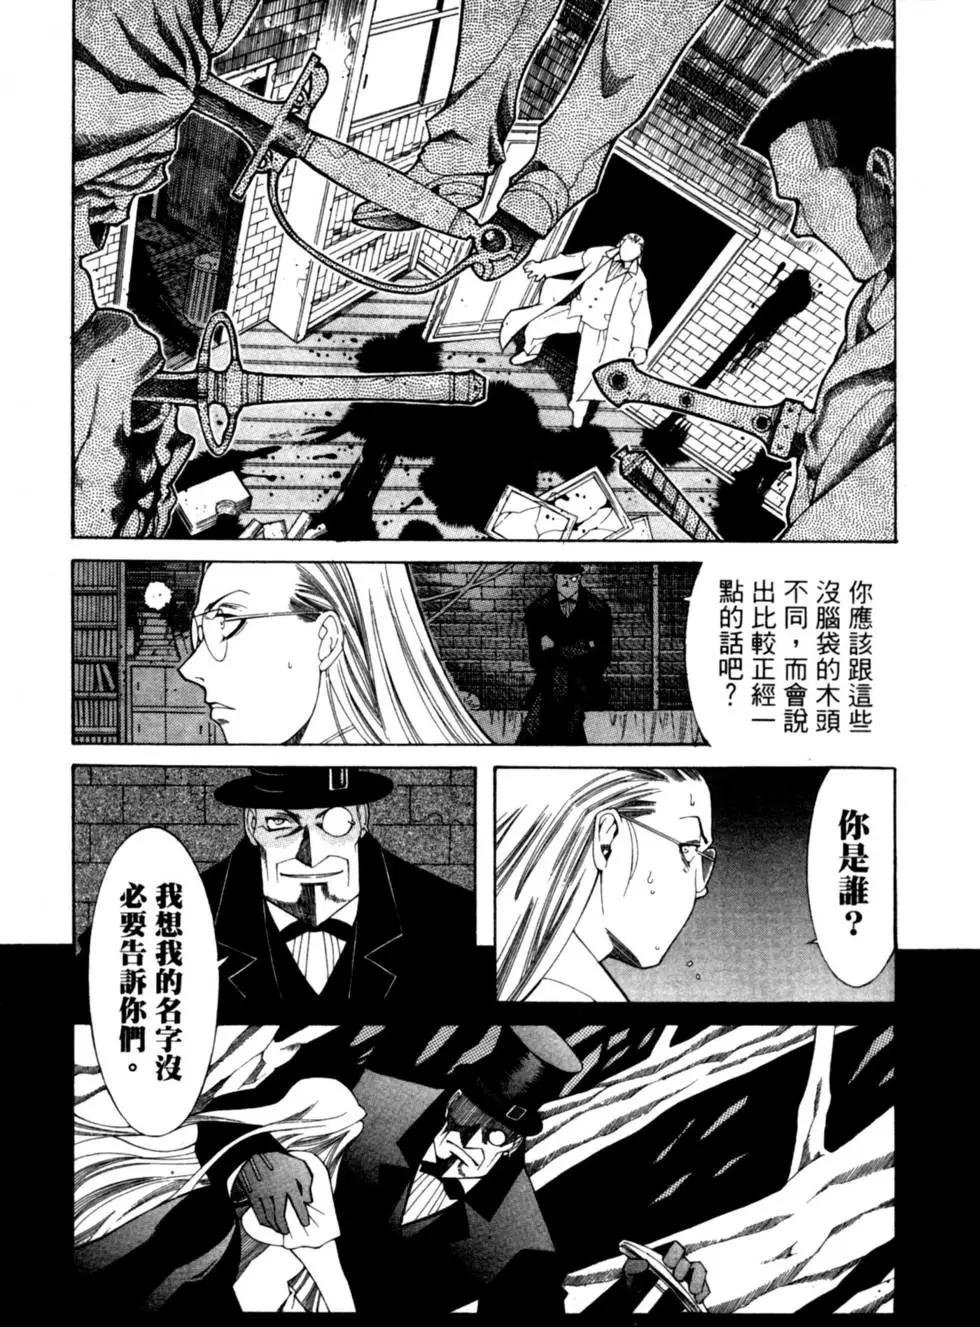 你應該跟這些
沒腦袋的木頭
不同，而會說
出比較正經一
點的話吧？
你是誰？
我想我的名字沒
必要告訴你們。